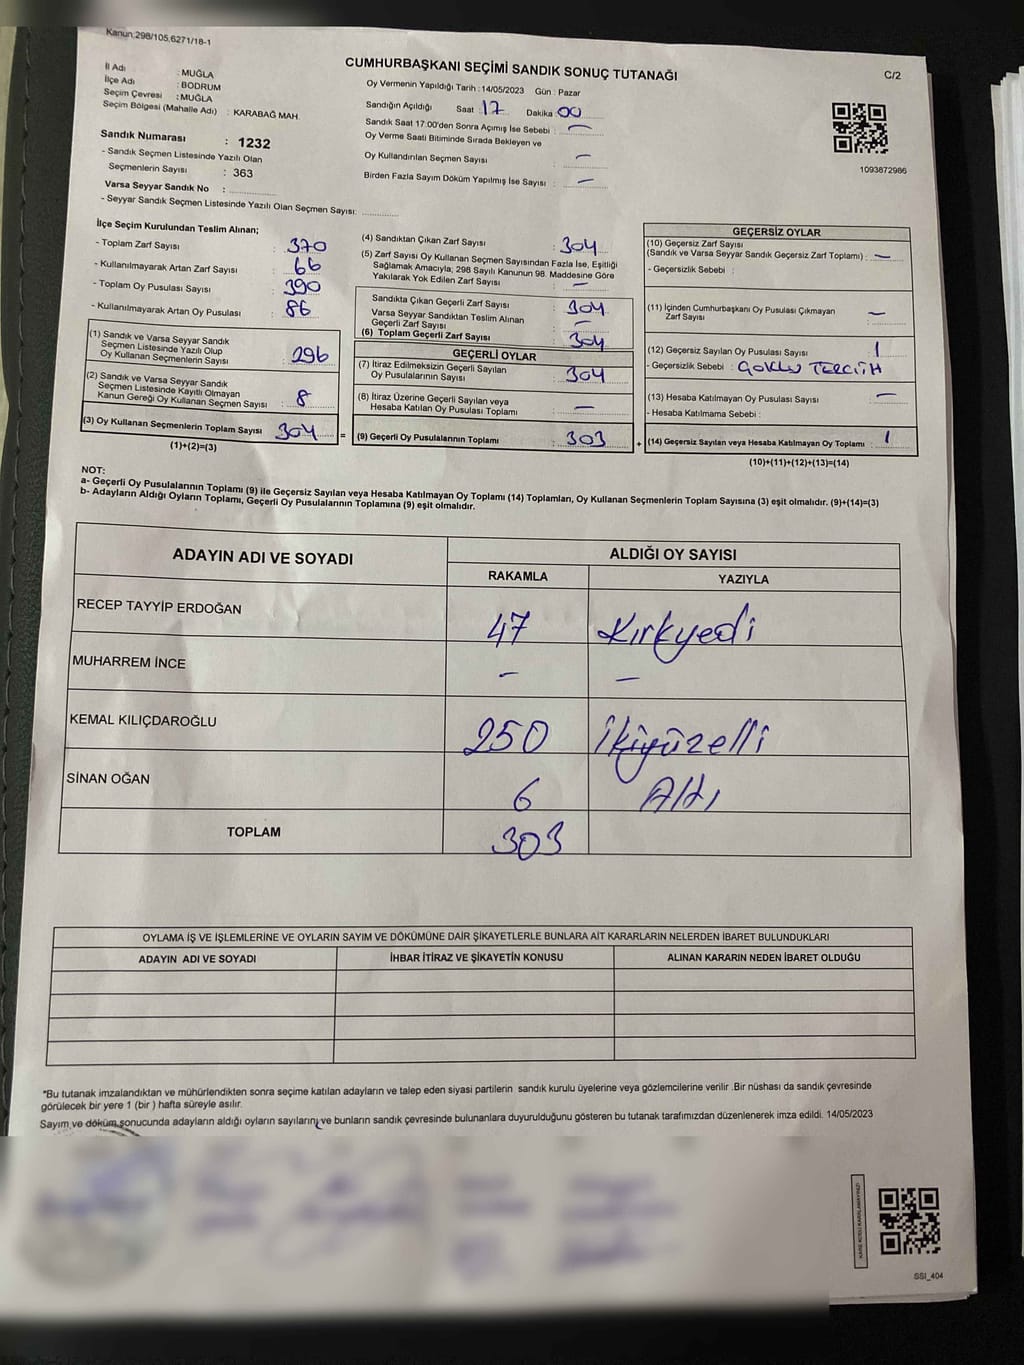 Kanun:298/105,6271/18-1
İl Adı : MUĞLA
İlçe Adı : BODRUM
Seçim Çevresi : MUĞLA
Seçim Bölgesi (Mahalle Adı) : KARABAĞ MAH.
CUMHURBAŞKANI SEÇİMİ SANDIK SONUÇ TUTANAĞI
C/2
Oy Vermenin Yapıldığı Tarih : 14/05/2023 Gün : Pazar
Sandığın Açıldığı Saat : 17 Dakika : 00
Sandık Saat 17.00'den Sonra Açımış İse Sebebi : —
Oy Verme Saati Bitiminde Sırada Bekleyen ve
Oy Kullandırılan Seçmen Sayısı —
Birden Fazla Sayım Döküm Yapılmış İse Sayısı : —
1093872986
Sandık Numarası : 1232
- Sandık Seçmen Listesinde Yazılı Olan
Seçmenlerin Sayısı : 363
Varsa Seyyar Sandık No :
- Seyyar Sandık Seçmen Listesinde Yazılı Olan Seçmen Sayısı:
İlçe Seçim Kurulundan Teslim Alınan;
- Toplam Zarf Sayısı : 370
- Kullanılmayarak Artan Zarf Sayısı : 66
- Toplam Oy Pusulası Sayısı : 390
- Kullanılmayarak Artan Oy Pusulası : 86
(1) Sandık ve Varsa Seyyar Sandık
Seçmen Listesinde Yazılı Olup
Oy Kullanan Seçmenlerin Sayısı : 296
(2) Sandık ve Varsa Seyyar Sandık
Seçmen Listesinde Kayıtlı Olmayan
Kanun Gereği Oy Kullanan Seçmen Sayısı : 8
(3) Oy Kullanan Seçmenlerin Toplam Sayısı : 304
(1)+(2)=(3)
=
(4) Sandıktan Çıkan Zarf Sayısı : 304
(5) Zarf Sayısı Oy Kullanan Seçmen Sayısından Fazla İse, Eşitliği
Sağlamak Amacıyla; 298 Sayılı Kanunun 98. Maddesine Göre
Yakılarak Yok Edilen Zarf Sayısı : —
Sandıkta Çıkan Geçerli Zarf Sayısı : 304
Varsa Seyyar Sandıktan Teslim Alınan
Geçerli Zarf Sayısı : —
(6) Toplam Geçerli Zarf Sayısı : 304
GEÇERLİ OYLAR
(7) İtiraz Edilmeksizin Geçerli Sayılan
Oy Pusulalarının Sayısı : 304
(8) İtiraz Üzerine Geçerli Sayılan veya
Hesaba Katılan Oy Pusulası Toplamı : —
(9) Geçerli Oy Pusulalarının Toplamı : 303
+
GEÇERSİZ OYLAR
(10) Geçersiz Zarf Sayısı
(Sandık ve Varsa Seyyar Sandık Geçersiz Zarf Toplamı) : —
- Geçersizlik Sebebi :
(11) İçinden Cumhurbaşkanı Oy Pusulası Çıkmayan
Zarf Sayısı : —
(12) Geçersiz Sayılan Oy Pusulası Sayısı : 1
- Geçersizlik Sebebi : ÇOKLU TERCİH
(13) Hesaba Katılmayan Oy Pusulası Sayısı : —
- Hesaba Katılmama Sebebi :
(14) Geçersiz Sayılan veya Hesaba Katılmayan Oy Toplamı : 1
(10)+(11)+(12)+(13)=(14)
NOT:
a- Geçerli Oy Pusulalarının Toplamı (9) ile Geçersiz Sayılan veya Hesaba Katılmayan Oy Toplamı (14) Toplamları, Oy Kullanan Seçmenlerin Toplam Sayısına (3) eşit olmalıdır. (9)+(14)=(3)
b- Adayların Aldığı Oyların Toplamı, Geçerli Oy Pusulalarının Toplamına (9) eşit olmalıdır.
ADAYIN ADI VE SOYADI ALDIĞI OY SAYISI
RAKAMLA YAZIYLA
RECEP TAYYİP ERDOĞAN 47 Kırkyedi
MUHARREM İNCE — —
KEMAL KILIÇDAROĞLU 250 İkiyüzelli
SİNAN OĞAN 6 Altı
TOPLAM 303
OYLAMA İŞ VE İŞLEMLERİNE VE OYLARIN SAYIM VE DÖKÜMÜNE DAİR ŞİKAYETLERLE BUNLARA AİT KARARLARIN NELERDEN İBARET BULUNDUKLARI
ADAYIN ADI VE SOYADI İHBAR İTİRAZ VE ŞİKAYETİN KONUSU ALINAN KARARIN NEDEN İBARET OLDUĞU
*Bu tutanak imzalandıktan ve mühürlendikten sonra seçime katılan adayların ve talep eden siyasi partilerin sandık kurulu üyelerine veya gözlemcilerine verilir .Bir nüshası da sandık çevresinde
görülecek bir yere 1 (bir ) hafta süreyle asılır.
Sayım ve döküm sonucunda adayların aldığı oyların sayılarını ve bunların sandık çevresinde bulunanlara duyurulduğunu gösteren bu tutanak tarafımızdan düzenlenerek imza edildi. 14/05/2023
SSI_404